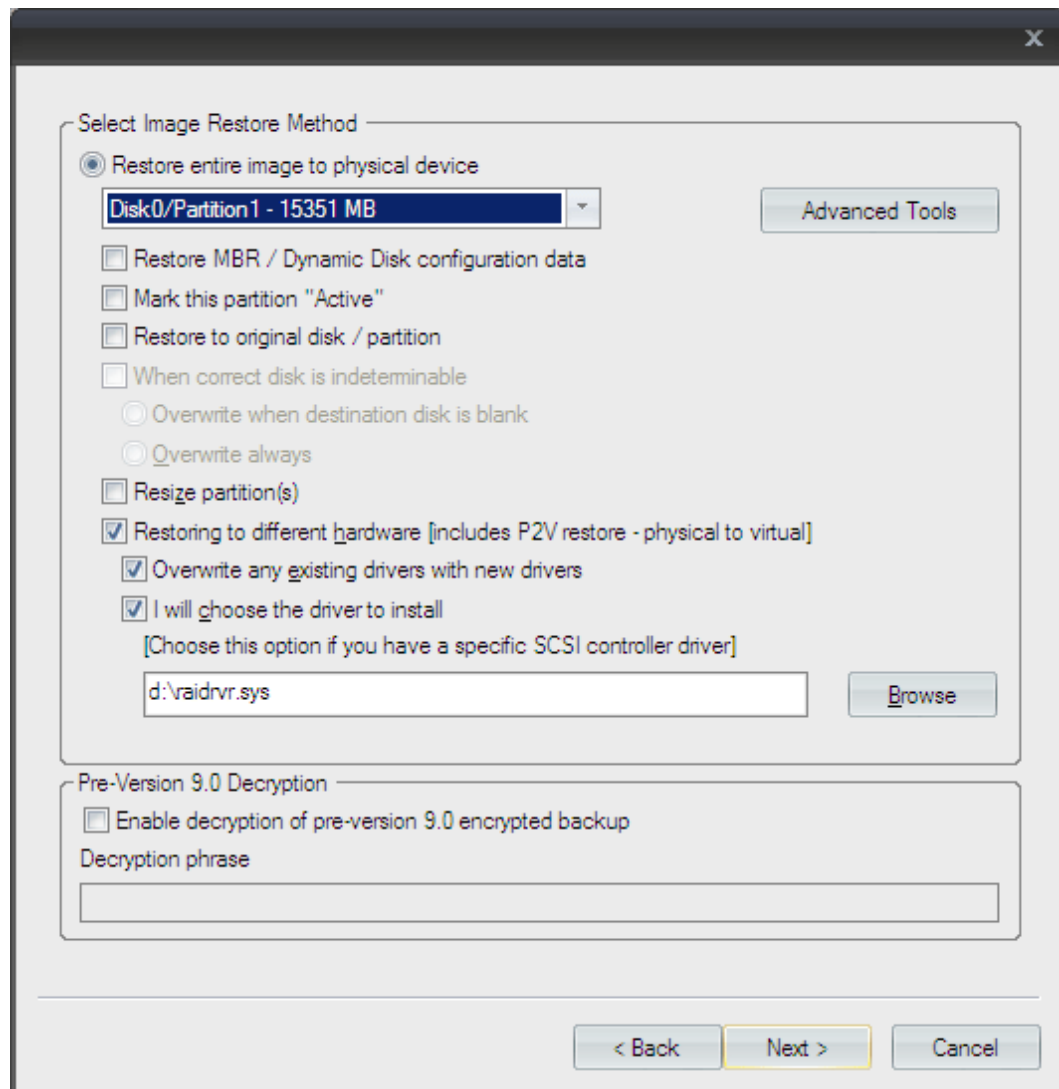 x
Select Image Restore Method
Restore entire image to physical device
Disk0/Partition1 - 15351 MB
Advanced Tools
Restore MBR / Dynamic Disk configuration data
Mark this partition "Active"
Restore to original disk / partition
When correct disk is indeterminable
Overwrite when destination disk is blank
Overwrite always
Resize partition(s)
Restoring to different hardware [includes P2V restore - physical to virtual]
Overwrite any existing drivers with new drivers
I will choose the driver to install
[Choose this option if you have a specific SCSI controller driver]
d:\raidrvr.sys
Browse
Pre-Version 9.0 Decryption
Enable decryption of pre-version 9.0 encrypted backup
Decryption phrase
< Back
Next >
Cancel